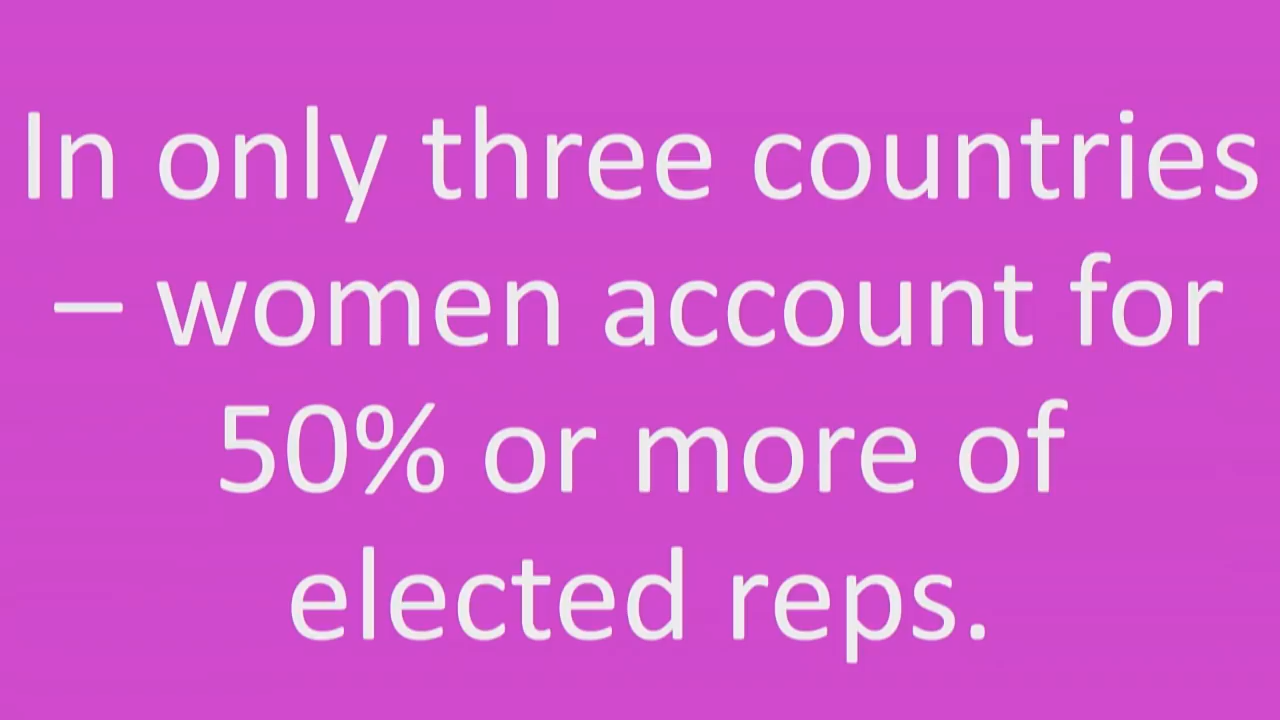 In only three countries
– women account for
50% or more of
elected reps.